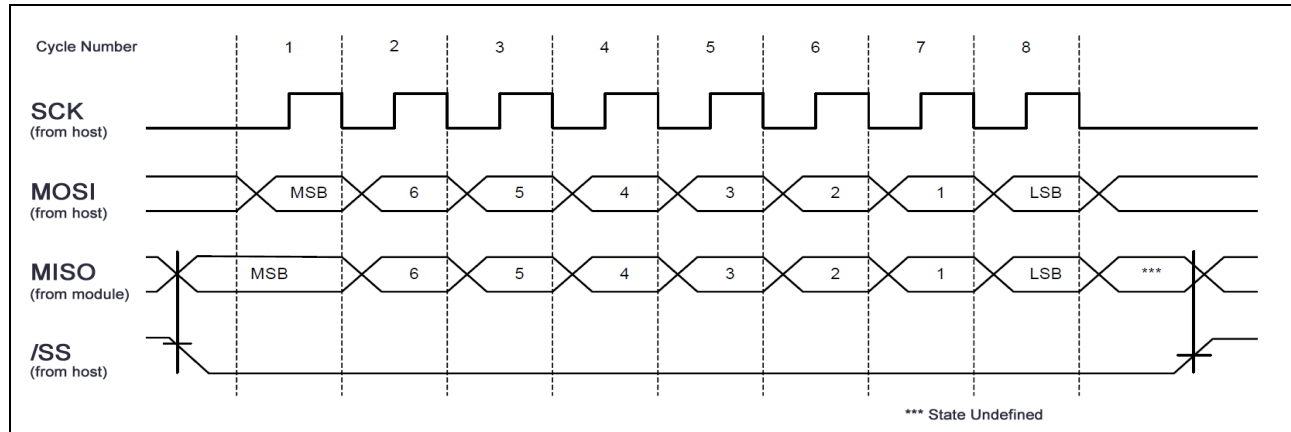 Cycle Number 1 2 3 4 5 6 7 8
SCK
(from host)
MOSI MSB 6 5 4 3 2 1 LSB
(from host)
MISO MSB 6 5 4 3 2 1 LSB ***
(from module)
/SS
(from host)
*** State Undefined